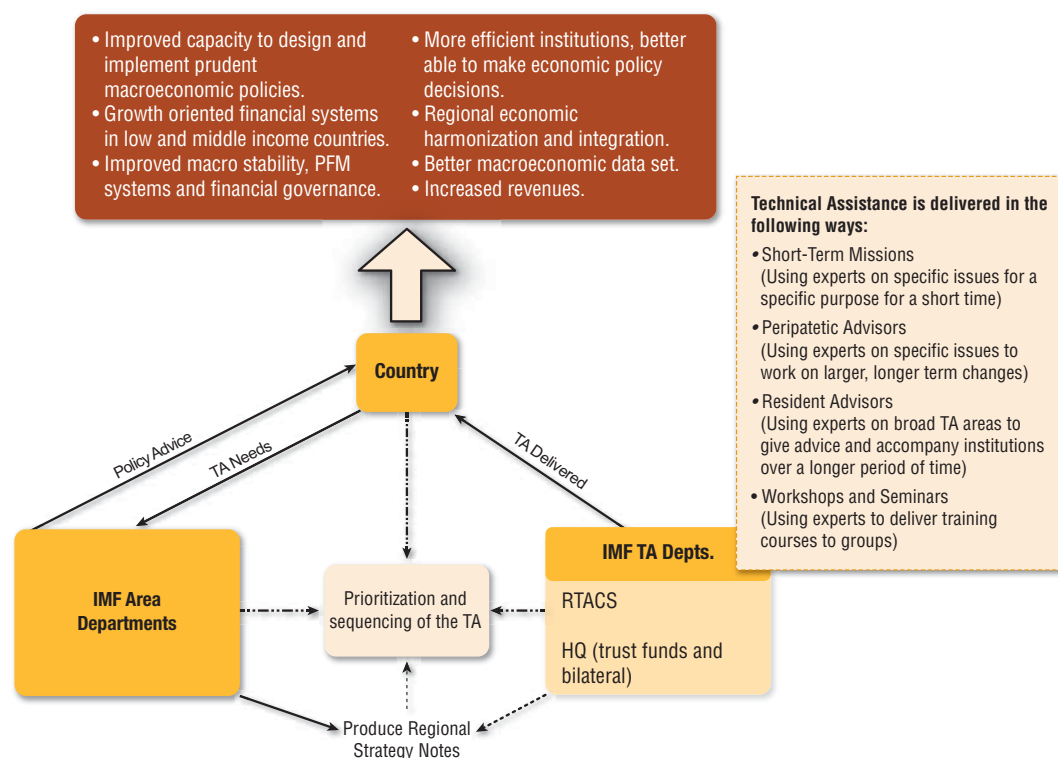 • Improved capacity to design and
implement prudent
macroeconomic policies.
• Growth oriented financial systems
in low and middle income countries.
• Improved macro stability, PFM
systems and financial governance.
• More efficient institutions, better
able to make economic policy
decisions.
• Regional economic
harmonization and integration.
• Better macroeconomic data set.
• Increased revenues.
Technical Assistance is delivered in the
following ways:
• Short-Term Missions
(Using experts on specific issues for a
specific purpose for a short time)
• Peripatetic Advisors
(Using experts on specific issues to
work on larger, longer term changes)
• Resident Advisors
(Using experts on broad TA areas to
give advice and accompany institutions
over a longer period of time)
• Workshops and Seminars
(Using experts to deliver training
courses to groups)
Country
Policy Advice
TA Needs
TA Delivered
IMF Area
Departments
Prioritization and
sequencing of the TA
IMF TA Depts.
RTACS
HQ (trust funds and
bilateral)
Produce Regional
Strategy Notes